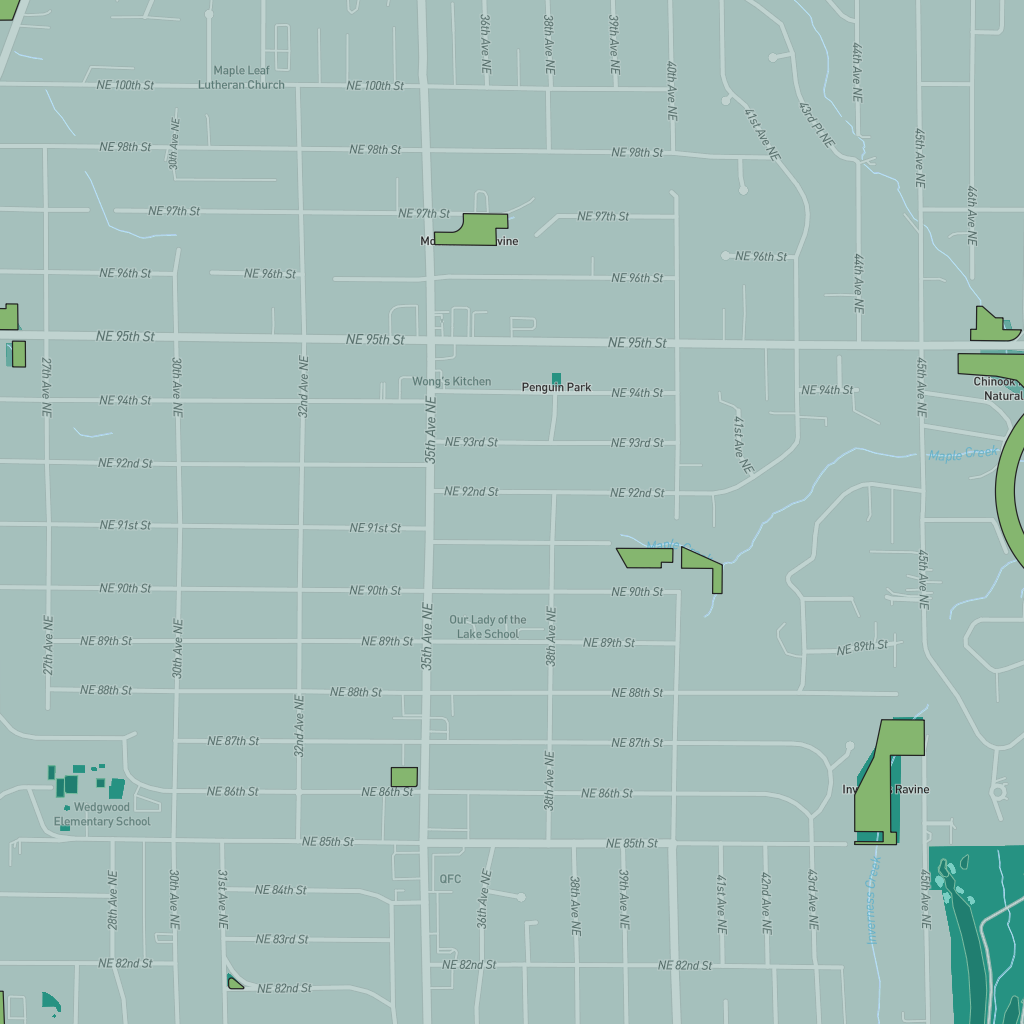 36th Ave NE
38th Ave NE
39th Ave NE
40th Ave NE
44th Ave NE
Maple Leaf
Lutheran Church
NE 100th St
NE 100th St
41st Ave NE
43rd Pl NE
30th Ave NE
NE 98th St
NE 98th St
NE 98th St
45th Ave NE
46th Ave NE
NE 97th St
NE 97th St
NE 97th St
NE 96th St
NE 96th St
NE 96th St
NE 96th St
44th Ave NE
NE 95th St
NE 95th St
NE 95th St
27th Ave NE
30th Ave NE
32nd Ave NE
Wong's Kitchen
Penguin Park
NE 94th St
NE 94th St
NE 94th St
45th Ave NE
Chinook
Natural
35th Ave NE
41st Ave NE
NE 93rd St
NE 93rd St
Maple Creek
NE 92nd St
NE 92nd St
NE 92nd St
NE 91st St
NE 91st St
45th Ave NE
NE 90th St
NE 90th St
NE 90th St
Our Lady of the
Lake School
27th Ave NE
30th Ave NE
35th Ave NE
38th Ave NE
NE 89th St
NE 89th St
NE 89th St
NE 89th St
NE 88th St
NE 88th St
NE 88th St
32nd Ave NE
NE 87th St
NE 87th St
38th Ave NE
NE 86th St
NE 86th St
NE 86th St
Ravine
Wedgwood
Elementary School
NE 85th St
NE 85th St
28th Ave NE
30th Ave NE
31st Ave NE
QFC
36th Ave NE
38th Ave NE
39th Ave NE
41st Ave NE
42nd Ave NE
43rd Ave NE
Inverness Creek
45th Ave NE
NE 84th St
NE 83rd St
NE 82nd St
NE 82nd St
NE 82nd St
NE 82nd St